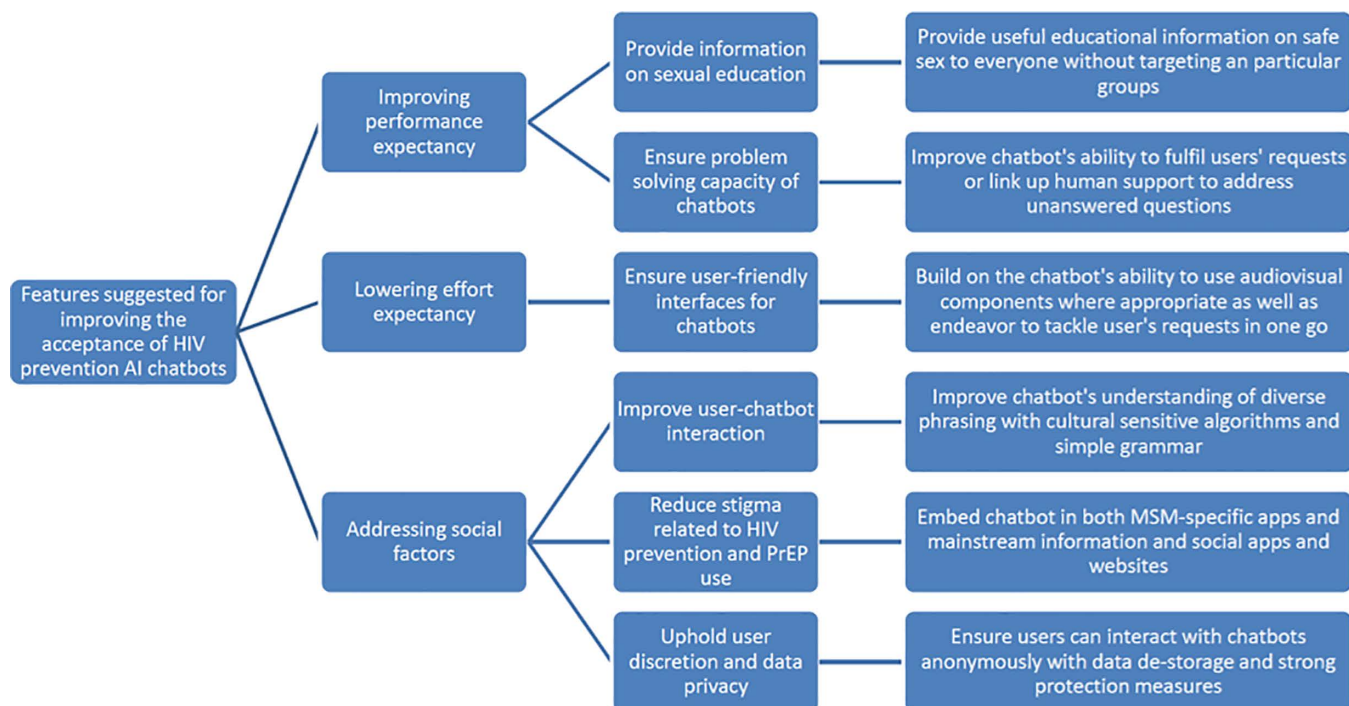 Features suggested for
improving the
acceptance of HIV
prevention AI chatbots
Improving
performance
expectancy
Provide information
on sexual education
Provide useful educational information on safe
sex to everyone without targeting an particular
groups
Ensure problem
solving capacity of
chatbots
Improve chatbot's ability to fulfil users' requests
or link up human support to address
unanswered questions
Lowering effort
expectancy
Ensure user-friendly
interfaces for
chatbots
Build on the chatbot's ability to use audiovisual
components where appropriate as well as
endeavor to tackle user's requests in one go
Addressing social
factors
Improve user-chatbot
interaction
Improve chatbot's understanding of diverse
phrasing with cultural sensitive algorithms and
simple grammar
Reduce stigma
related to HIV
prevention and PrEP
use
Embed chatbot in both MSM-specific apps and
mainstream information and social apps and
websites
Uphold user
discretion and data
privacy
Ensure users can interact with chatbots
anonymously with data de-storage and strong
protection measures